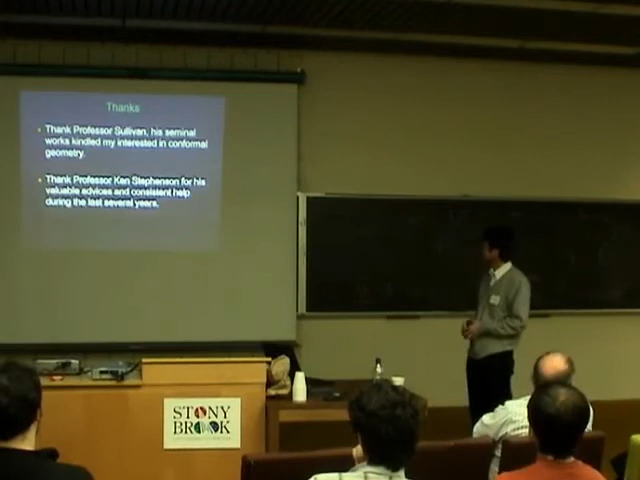 Thanks
Thank Professor Sullivan, his seminal
works kindled my interested in conformal
geometry.
Thank Professor Ken Stephenson for his
valuable advices and consistent help
during the last several years.
STONY
BROOK